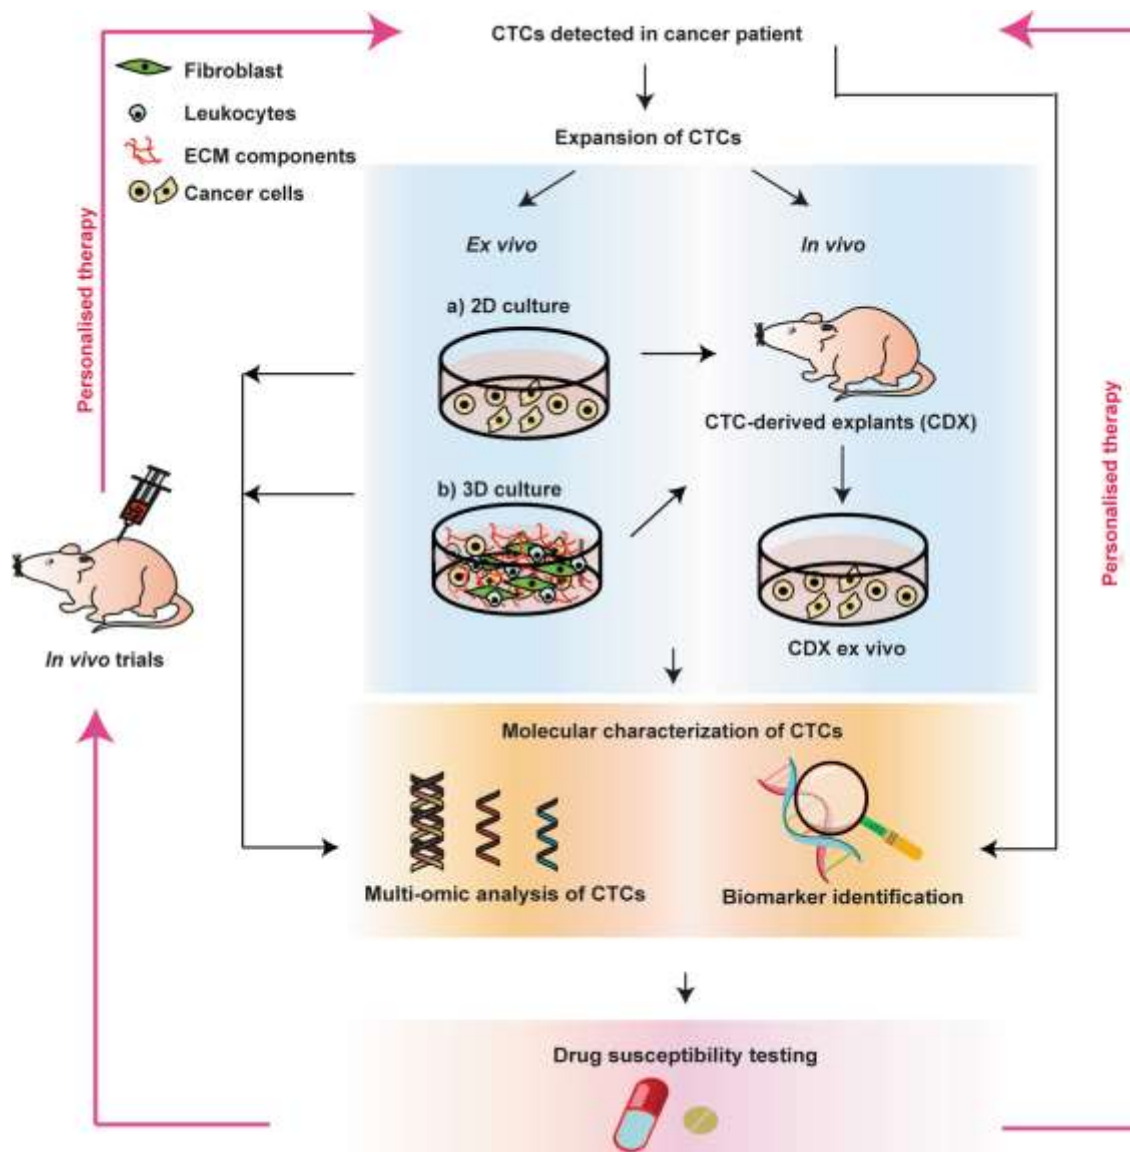 CTCs detected in cancer patient
Fibroblast
Leukocytes
ECM components
Cancer cells
Expansion of CTCs
Ex vivo
In vivo
a) 2D culture
CTC-derived explants (CDX)
b) 3D culture
CDX ex vivo
Personalised therapy
Personalised therapy
In vivo trials
Molecular characterization of CTCs
Multi-omic analysis of CTCs
Biomarker identification
Drug susceptibility testing